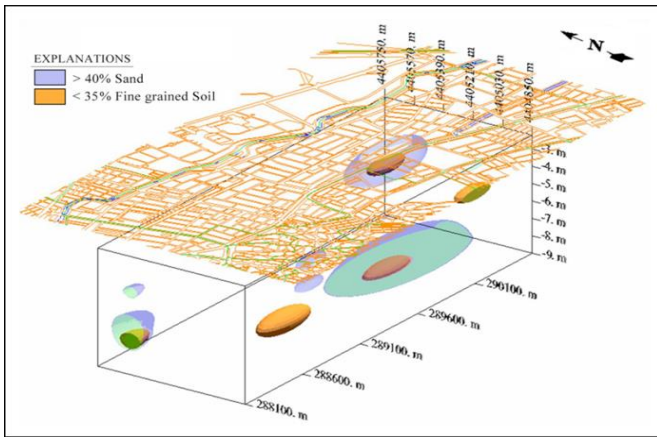 N
EXPLANATIONS
> 40% Sand
< 35% Fine grained Soil
4405750. m
4405570. m
4405390. m
4405210. m
4405030. m
4404850. m
-3. m
-4. m
-5. m
-6. m
-7. m
-8. m
-9. m
290100. m
289600. m
289100. m
288600. m
288100. m